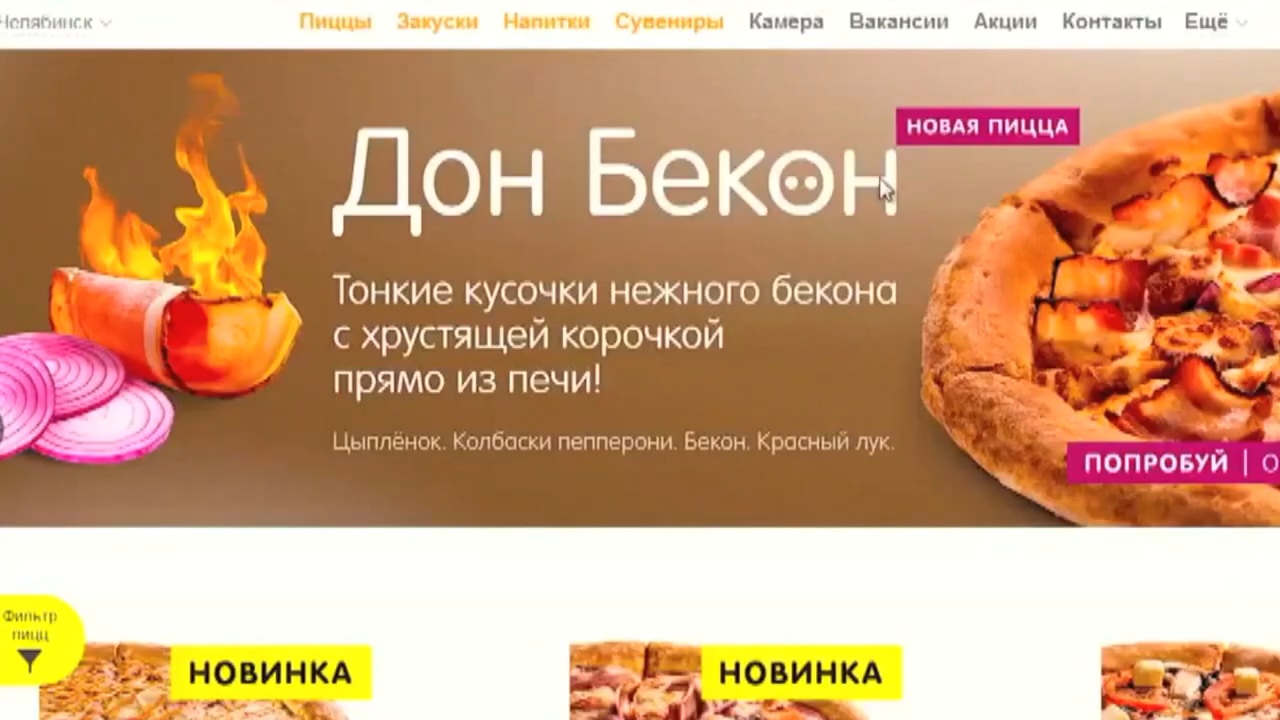 Челябинск
Пиццы Закуски Напитки Сувениры Камера Вакансии Акции Контакты Ещё
НОВАЯ ПИЦЦА
Дон Бекон
Тонкие кусочки нежного бекона
с хрустящей корочкой
прямо из печи!
Цыплёнок. Колбаски пепперони. Бекон. Красный лук.
ПОПРОБУЙ |
Фильтр
пицц
НОВИНКА
НОВИНКА